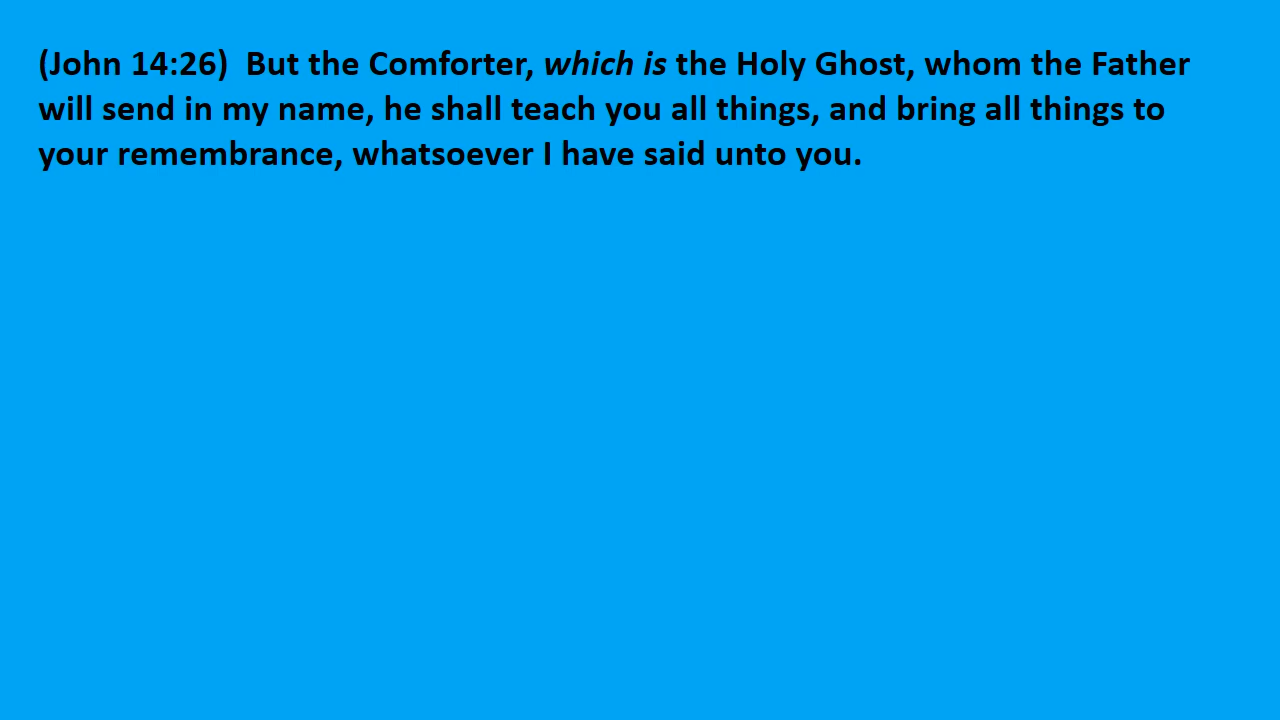 (John 14:26)  But the Comforter, which is the Holy Ghost, whom the Father
will send in my name, he shall teach you all things, and bring all things to
your remembrance, whatsoever I have said unto you.